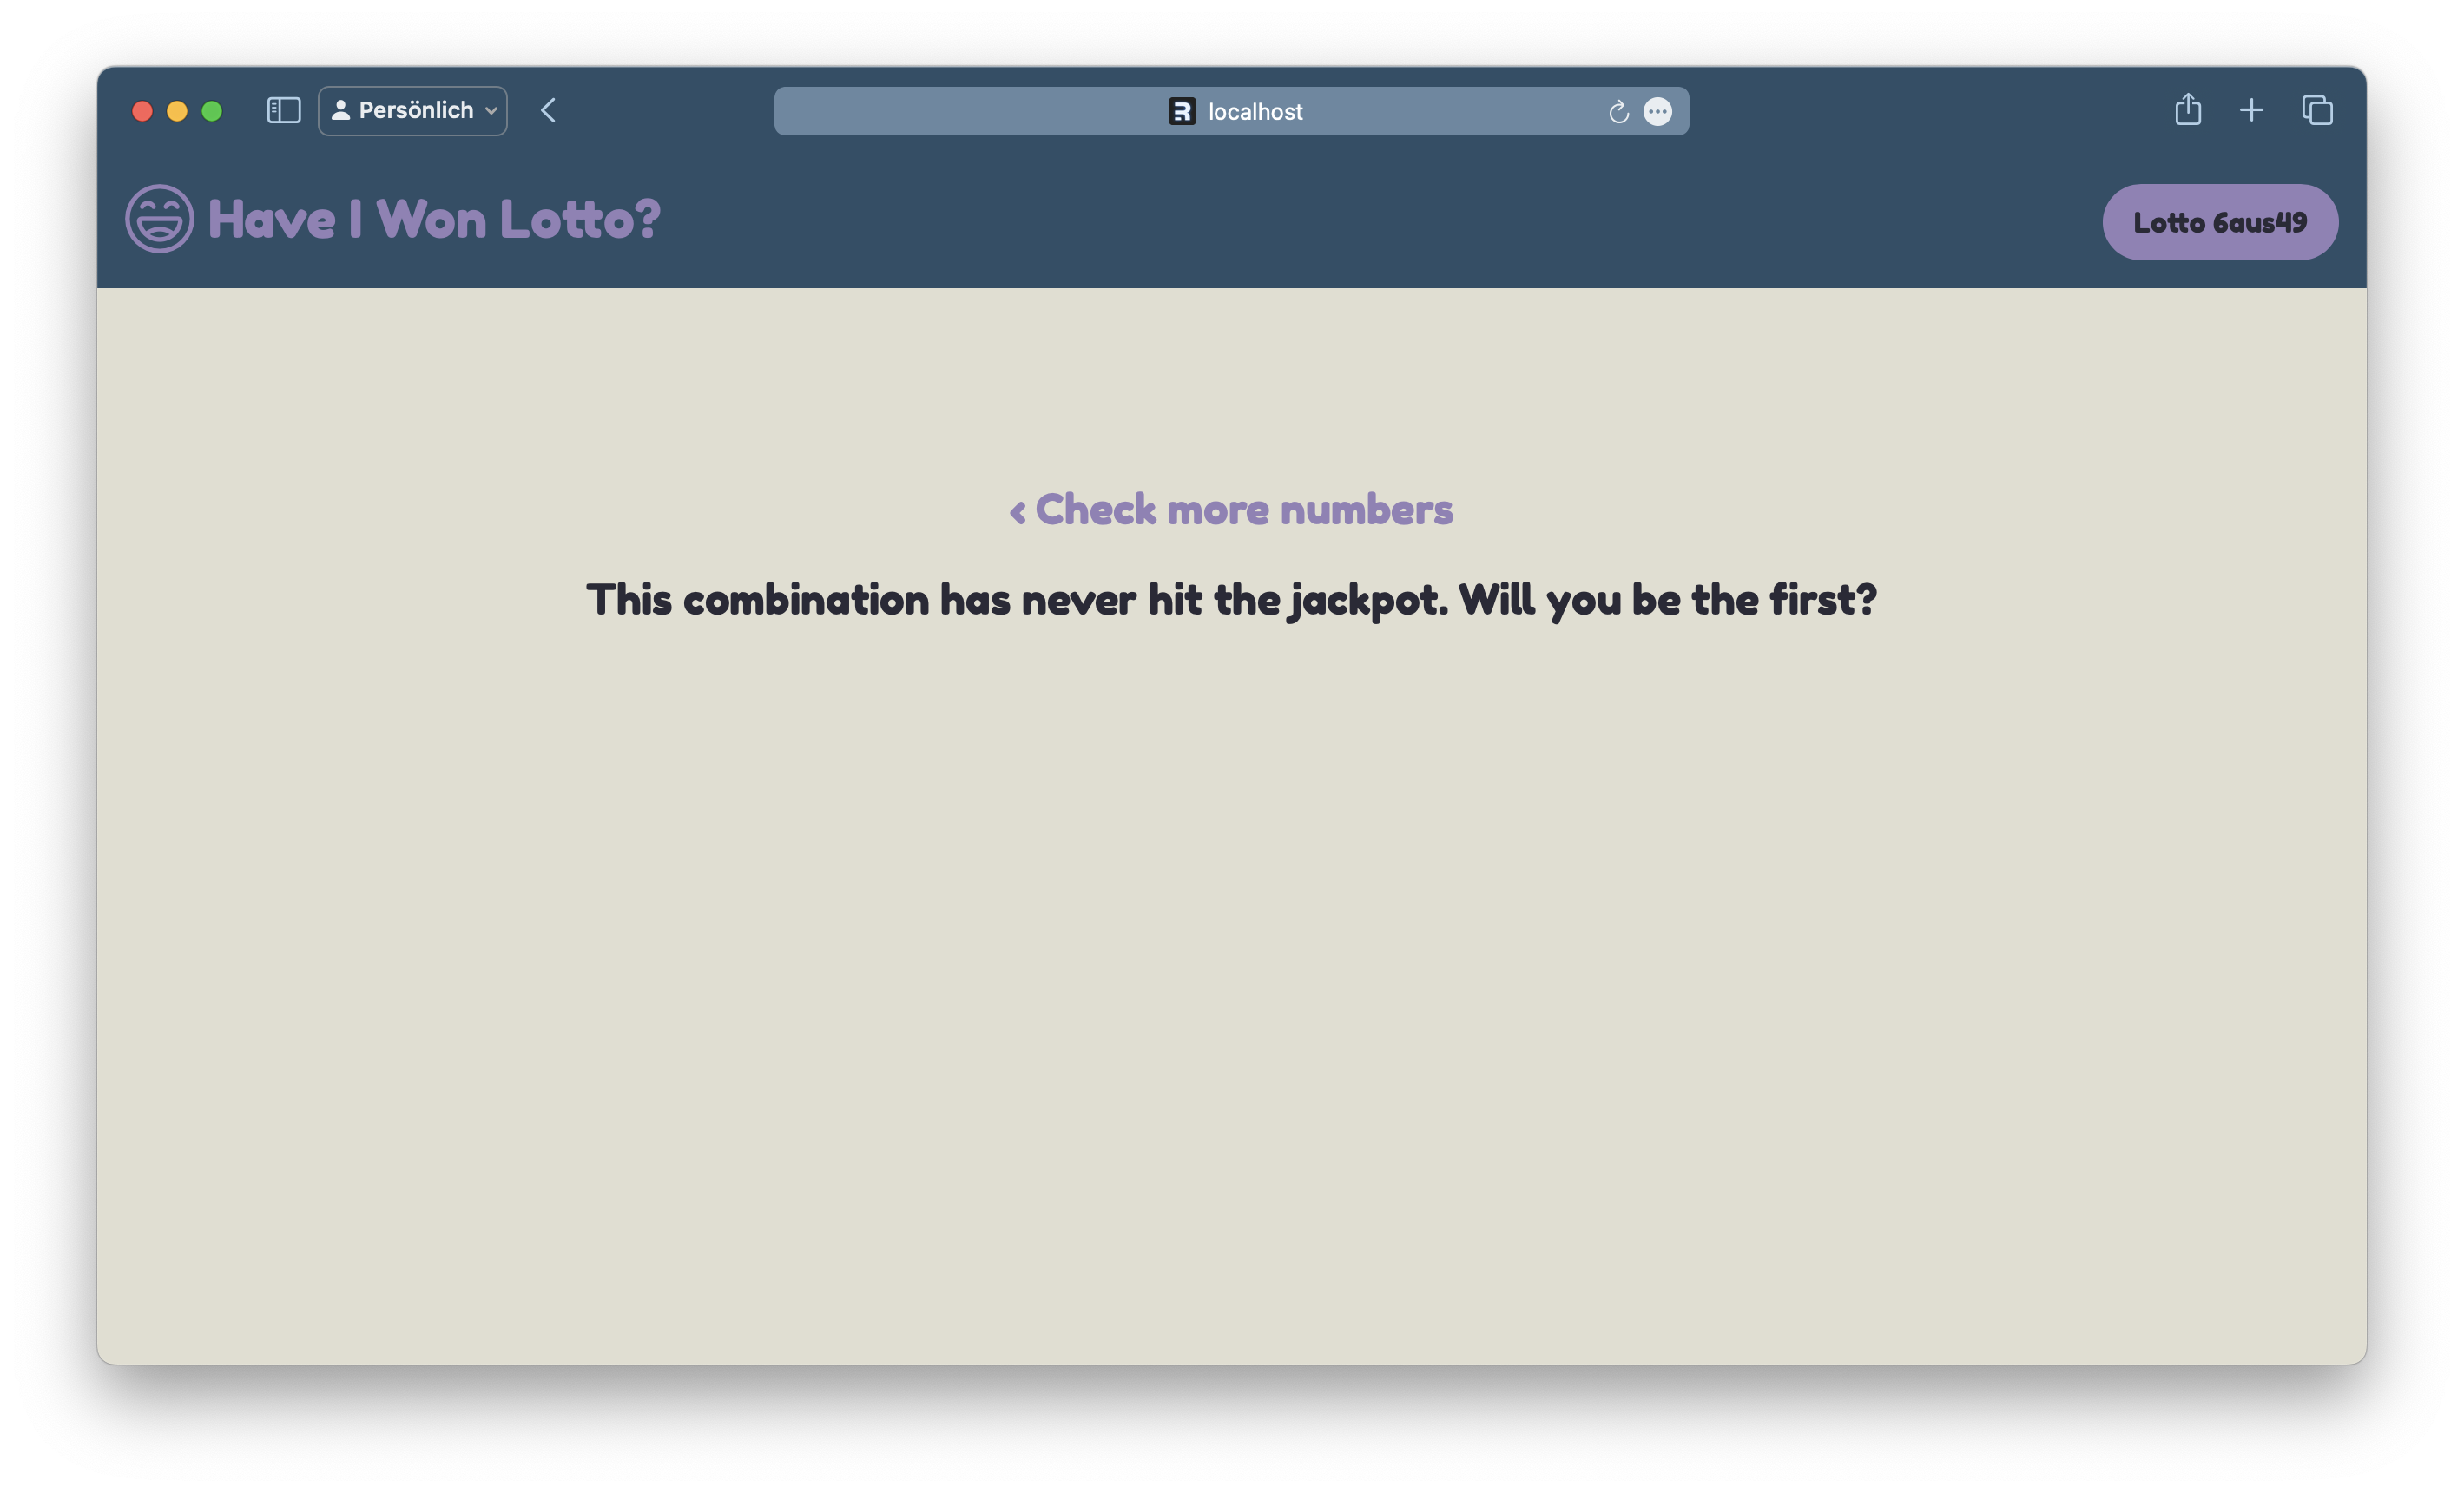 Persönlich
localhost
Have I Won Lotto?
Lotto 6aus49
‹ Check more numbers
This combination has never hit the jackpot. Will you be the first?